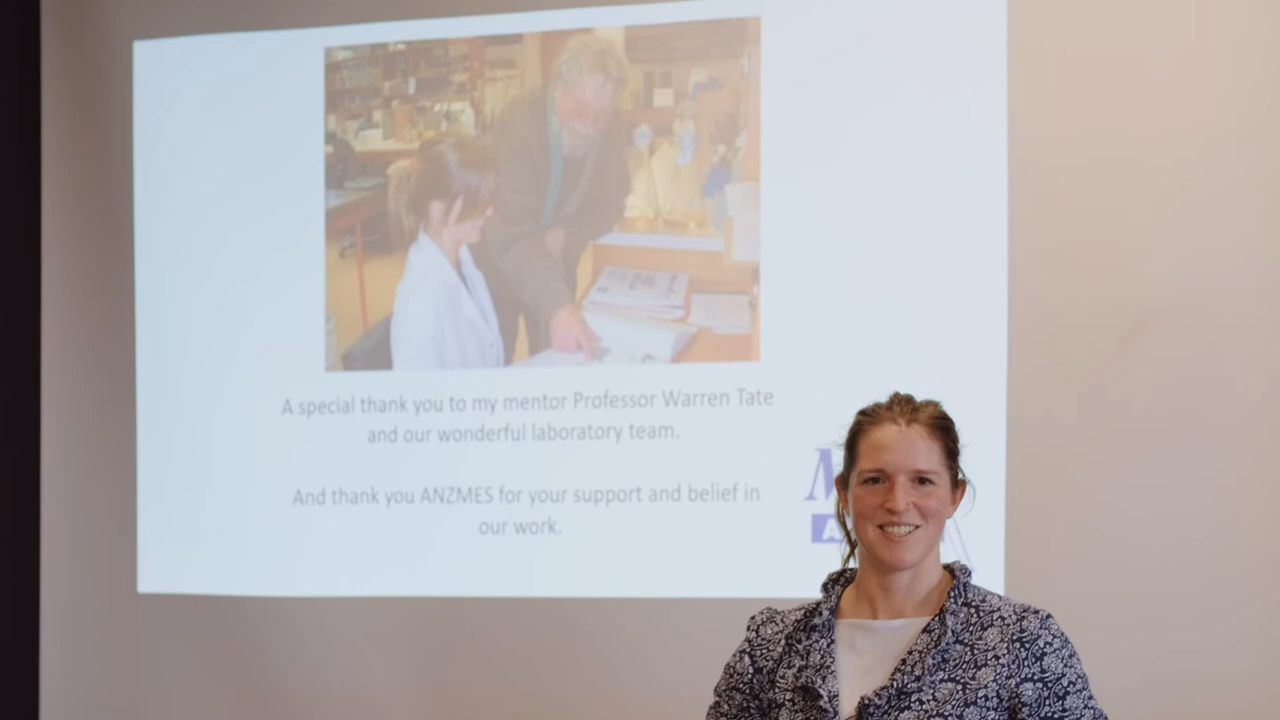 A special thank you to my mentor Professor Warren Tate
and our wonderful laboratory team.
And thank you ANZMES for your support and belief in
our work.